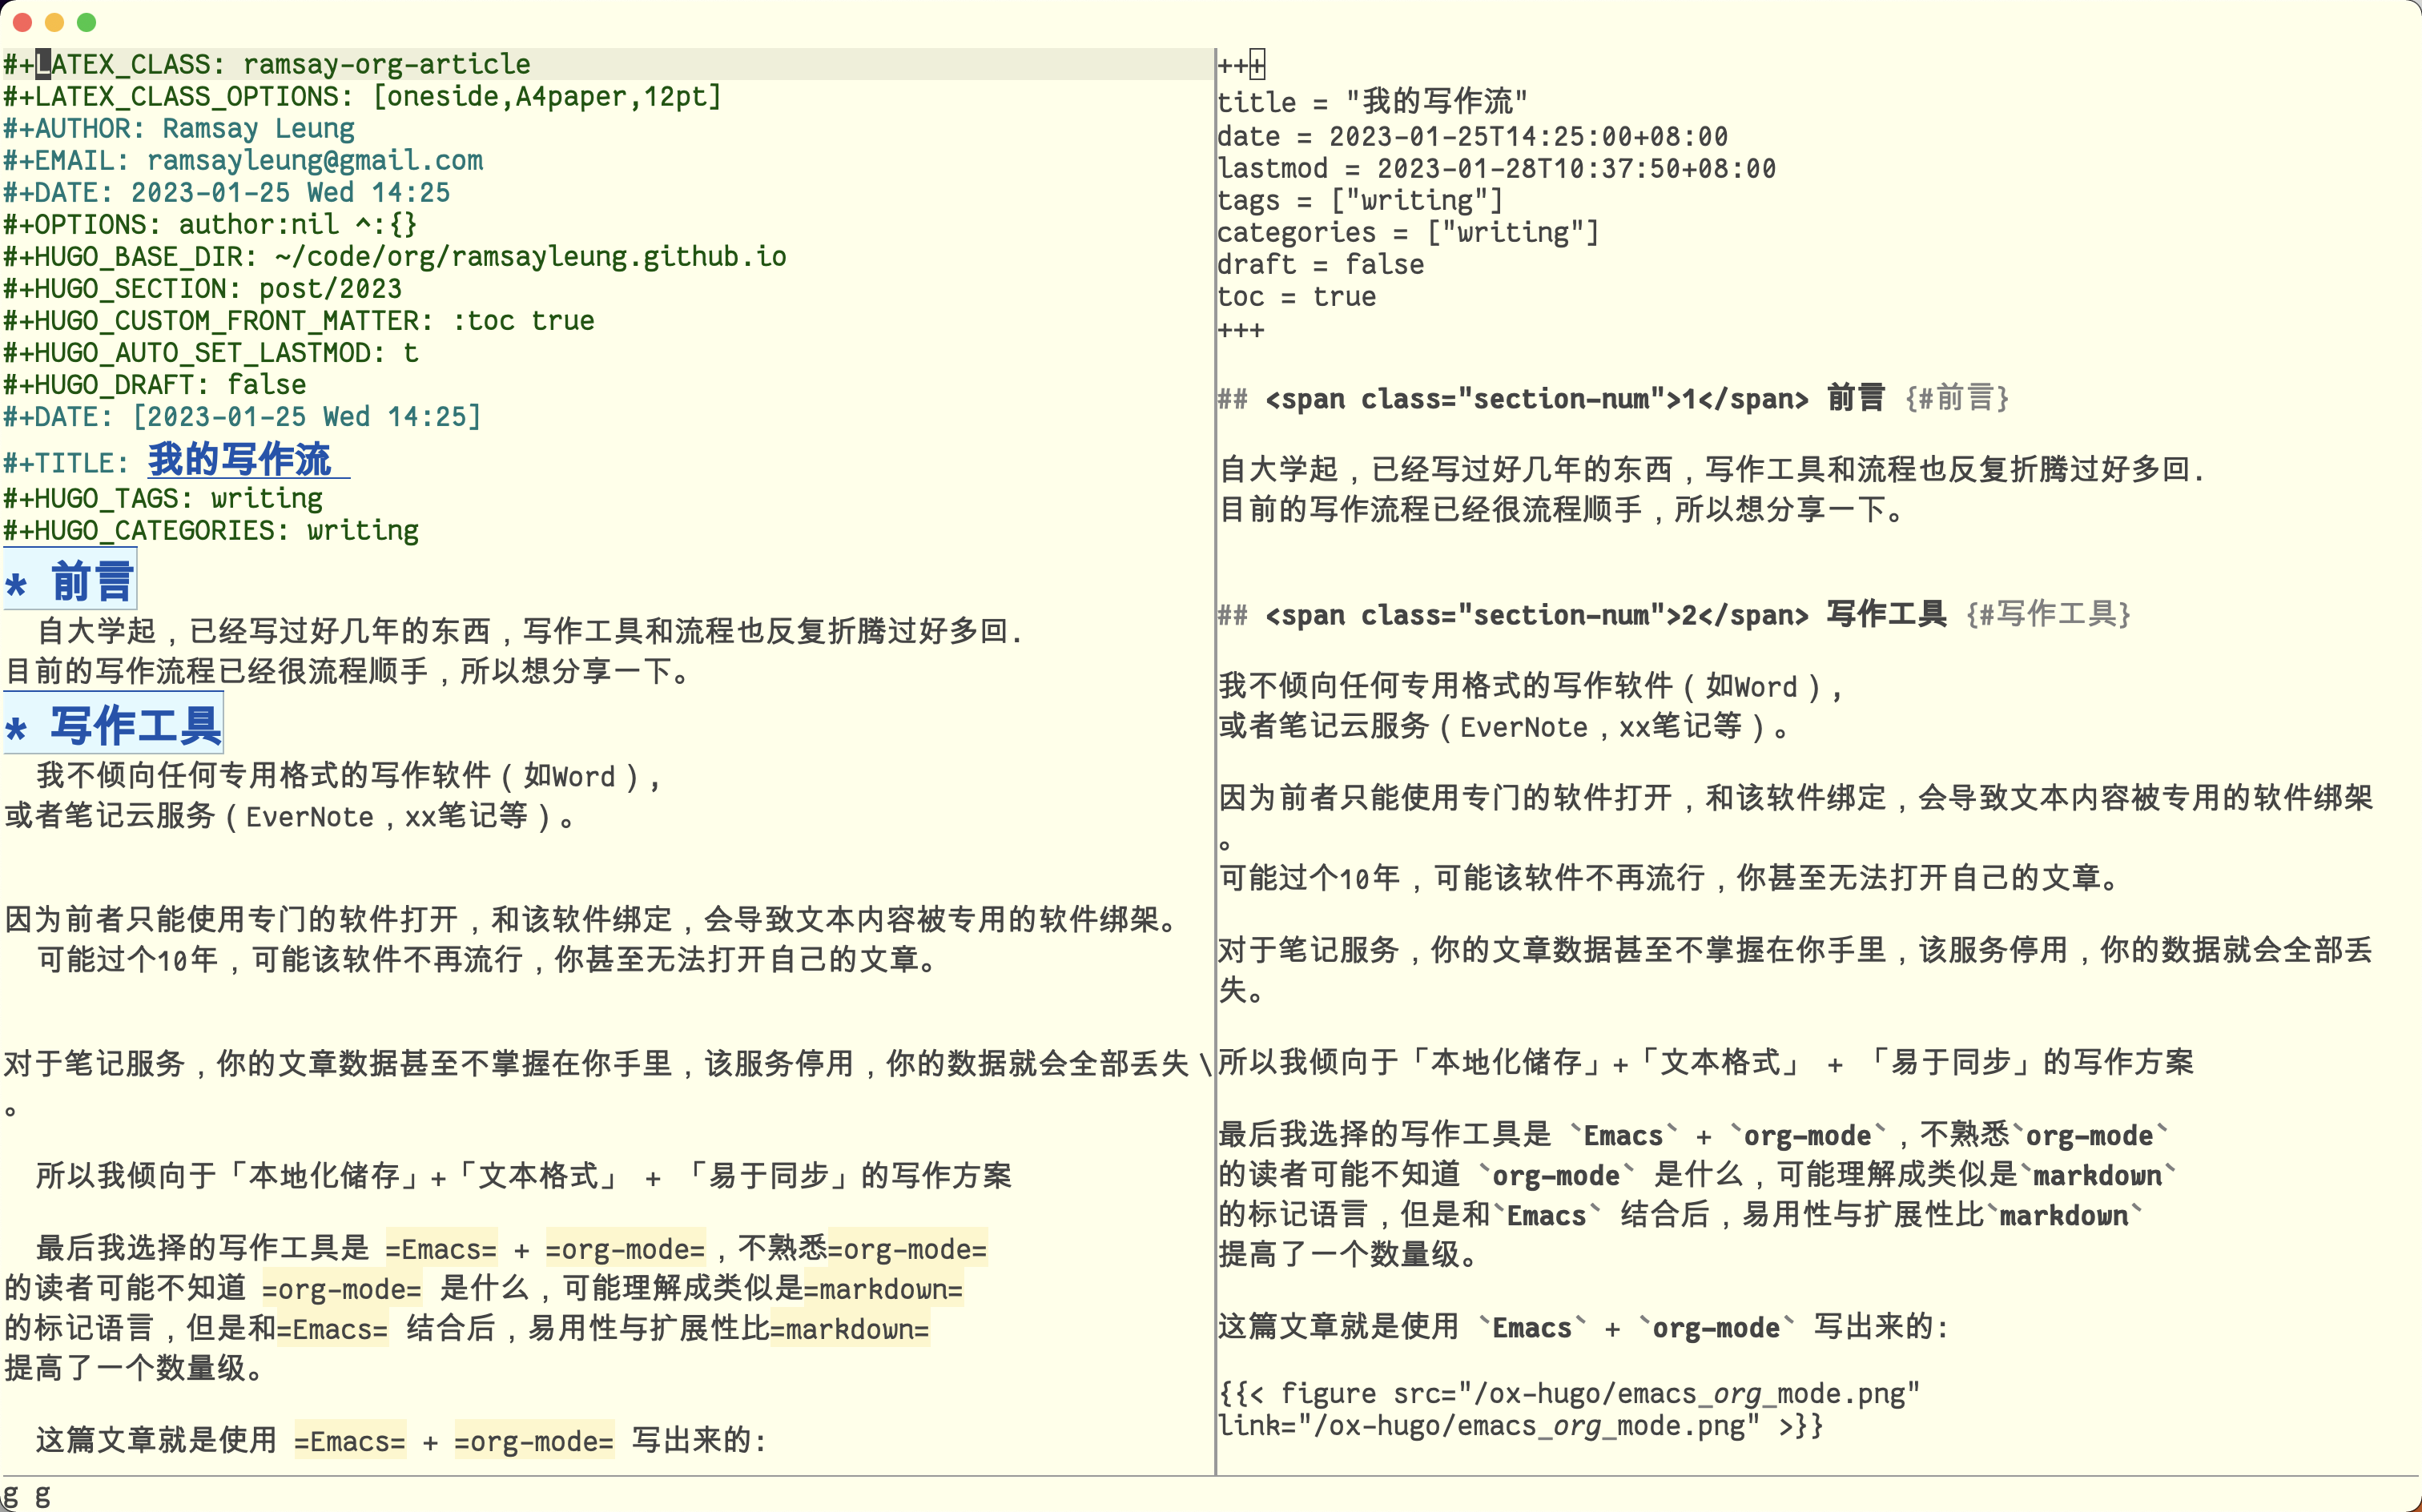 #+LATEX_CLASS: ramsay-org-article
#+LATEX_CLASS_OPTIONS: [oneside,A4paper,12pt]
#+AUTHOR: Ramsay Leung
#+EMAIL: ramsayleung@gmail.com
#+DATE: 2023-01-25 Wed 14:25
#+OPTIONS: author:nil ^:{}
#+HUGO_BASE_DIR: ~/code/org/ramsayleung.github.io
#+HUGO_SECTION: post/2023
#+HUGO_CUSTOM_FRONT_MATTER: :toc true
#+HUGO_AUTO_SET_LASTMOD: t
#+HUGO_DRAFT: false
#+DATE: [2023-01-25 Wed 14:25]
#+TITLE: 我的写作流
#+HUGO_TAGS: writing
#+HUGO_CATEGORIES: writing
* 前言
自大学起，已经写过好几年的东西，写作工具和流程也反复折腾过好多回.
目前的写作流程已经很流程顺手，所以想分享一下。
* 写作工具
我不倾向任何专用格式的写作软件（如Word），
或者笔记云服务（EverNote，xx笔记等）。
因为前者只能使用专门的软件打开，和该软件绑定，会导致文本内容被专用的软件绑架。
可能过个10年，可能该软件不再流行，你甚至无法打开自己的文章。
对于笔记服务，你的文章数据甚至不掌握在你手里，该服务停用，你的数据就会全部丢失\
。
所以我倾向于「本地化储存」+「文本格式」 + 「易于同步」的写作方案
最后我选择的写作工具是 =Emacs= + =org-mode=，不熟悉=org-mode=
的读者可能不知道 =org-mode= 是什么，可能理解成类似是=markdown=
的标记语言，但是和=Emacs= 结合后，易用性与扩展性比=markdown=
提高了一个数量级。
这篇文章就是使用 =Emacs= + =org-mode= 写出来的:
+++
title = "我的写作流"
date = 2023-01-25T14:25:00+08:00
lastmod = 2023-01-28T10:37:50+08:00
tags = ["writing"]
categories = ["writing"]
draft = false
toc = true
+++
## <span class="section-num">1</span> 前言 {#前言}
自大学起，已经写过好几年的东西，写作工具和流程也反复折腾过好多回.
目前的写作流程已经很流程顺手，所以想分享一下。
## <span class="section-num">2</span> 写作工具 {#写作工具}
我不倾向任何专用格式的写作软件（如Word），
或者笔记云服务（EverNote，xx笔记等）。
因为前者只能使用专门的软件打开，和该软件绑定，会导致文本内容被专用的软件绑架
。
可能过个10年，可能该软件不再流行，你甚至无法打开自己的文章。
对于笔记服务，你的文章数据甚至不掌握在你手里，该服务停用，你的数据就会全部丢
失。
所以我倾向于「本地化储存」+「文本格式」 + 「易于同步」的写作方案
最后我选择的写作工具是 `Emacs` + `org-mode`，不熟悉`org-mode`
的读者可能不知道 `org-mode` 是什么，可能理解成类似是`markdown`
的标记语言，但是和`Emacs` 结合后，易用性与扩展性比`markdown`
提高了一个数量级。
这篇文章就是使用 `Emacs` + `org-mode` 写出来的:
{{< figure src="/ox-hugo/emacs_org_mode.png"
link="/ox-hugo/emacs_org_mode.png" >}}
g g